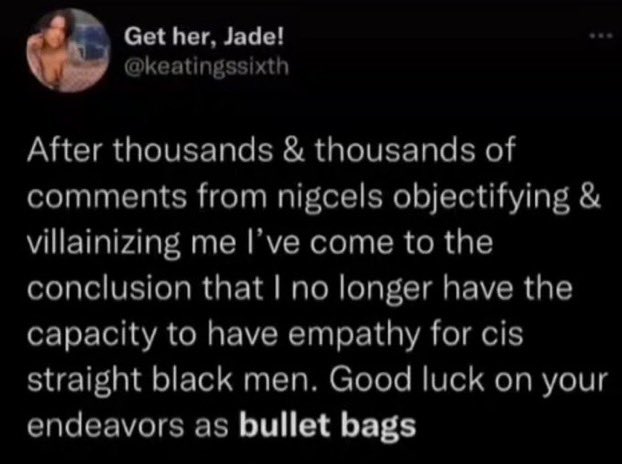 Get her, Jade!
@keatingssixth
After thousands & thousands of
comments from nigcels objectifying &
villainizing me I've come to the
conclusion that I no longer have the
capacity to have empathy for cis
straight black men. Good luck on your
endeavors as bullet bags